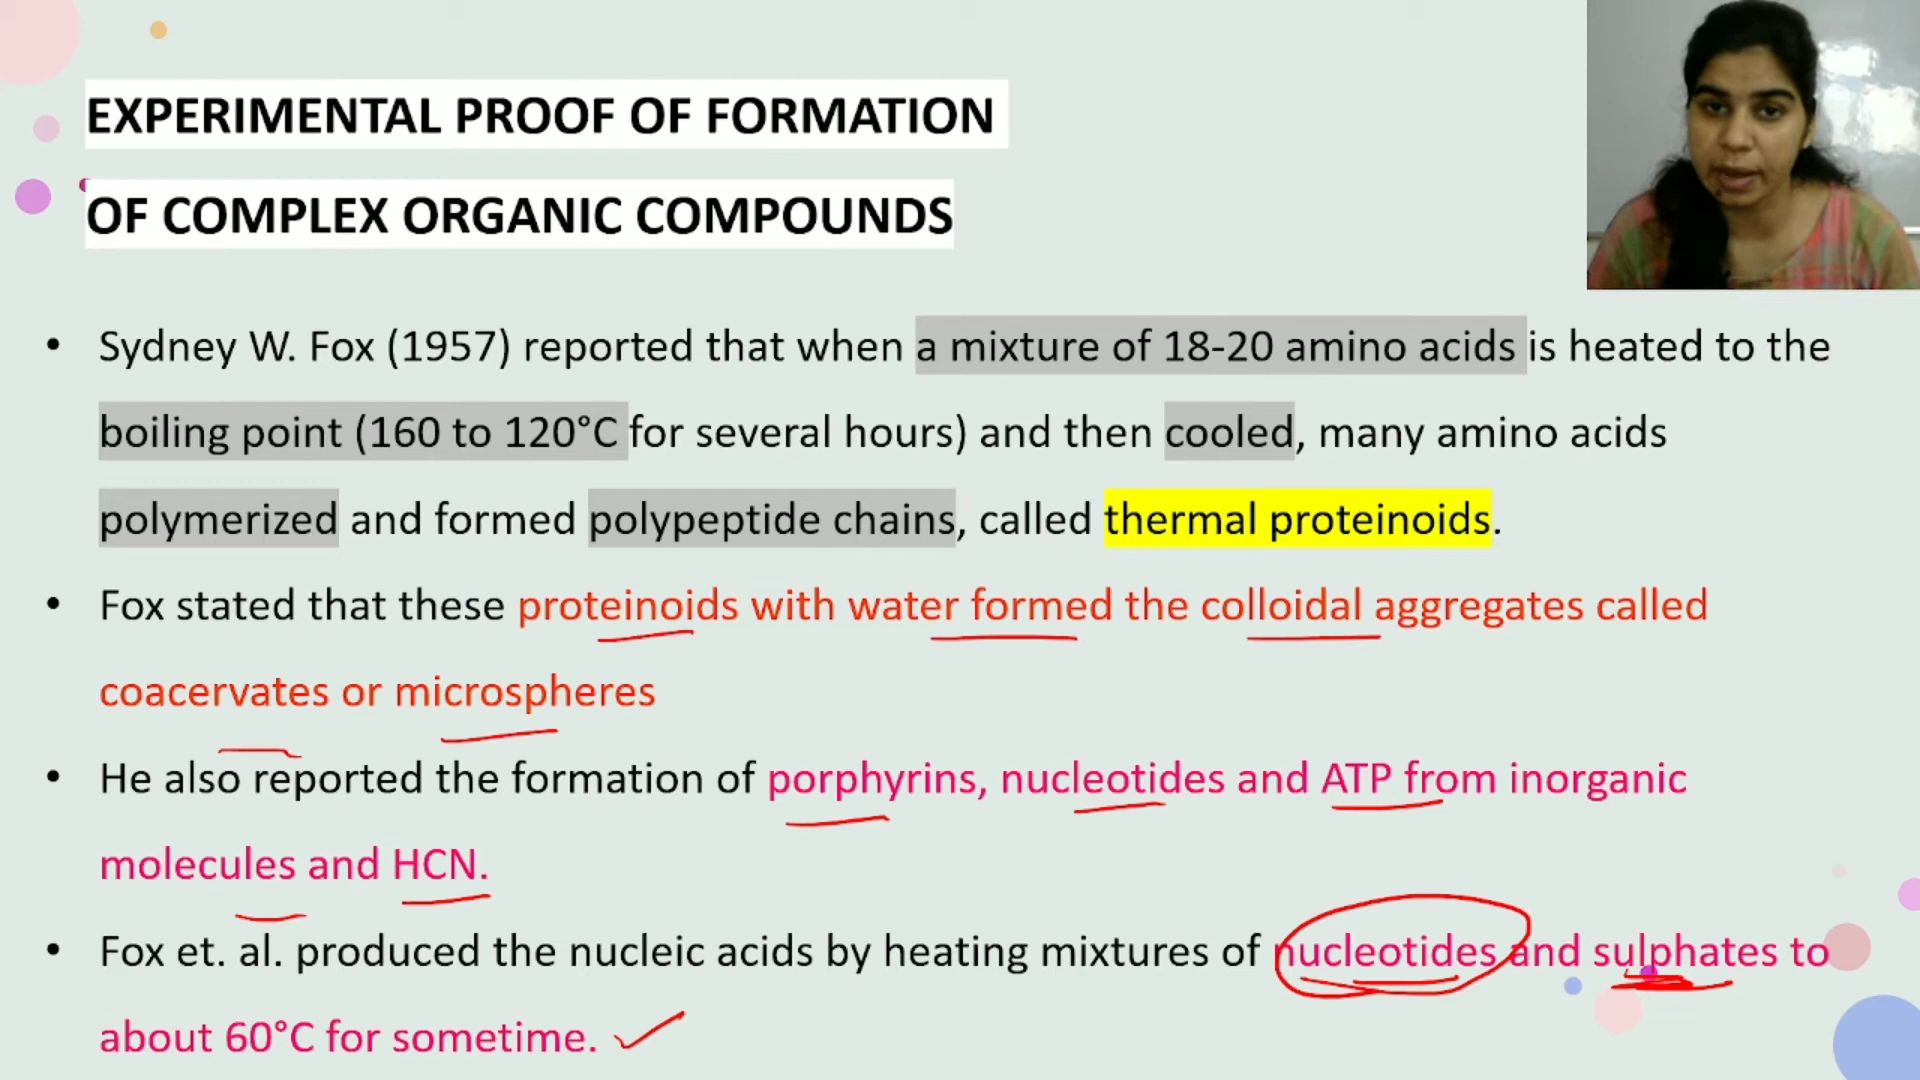 EXPERIMENTAL PROOF OF FORMATION
OF COMPLEX ORGANIC COMPOUNDS
• Sydney W. Fox (1957) reported that when a mixture of 18-20 amino acids is heated to the
boiling point (160 to 120°C for several hours) and then cooled, many amino acids
polymerized and formed polypeptide chains, called thermal proteinoids.
• Fox stated that these proteinoids with water formed the colloidal aggregates called
coacervates or microspheres
• He also reported the formation of porphyrins, nucleotides and ATP from inorganic
molecules and HCN.
• Fox et. al. produced the nucleic acids by heating mixtures of nucleotides and sulphates to
about 60°C for sometime.